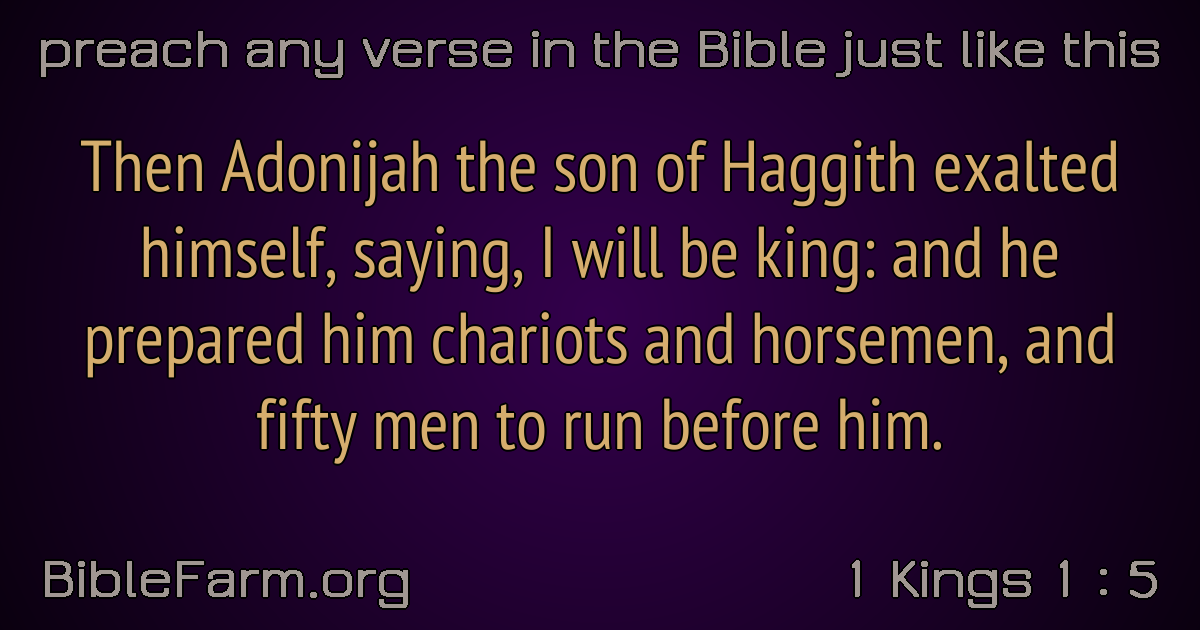 preach any verse in the Bible just like this
Then Adonijah the son of Haggith exalted
himself, saying, I will be king: and he
prepared him chariots and horsemen, and
fifty men to run before him.
BibleFarm.org
1 Kings 1 : 5